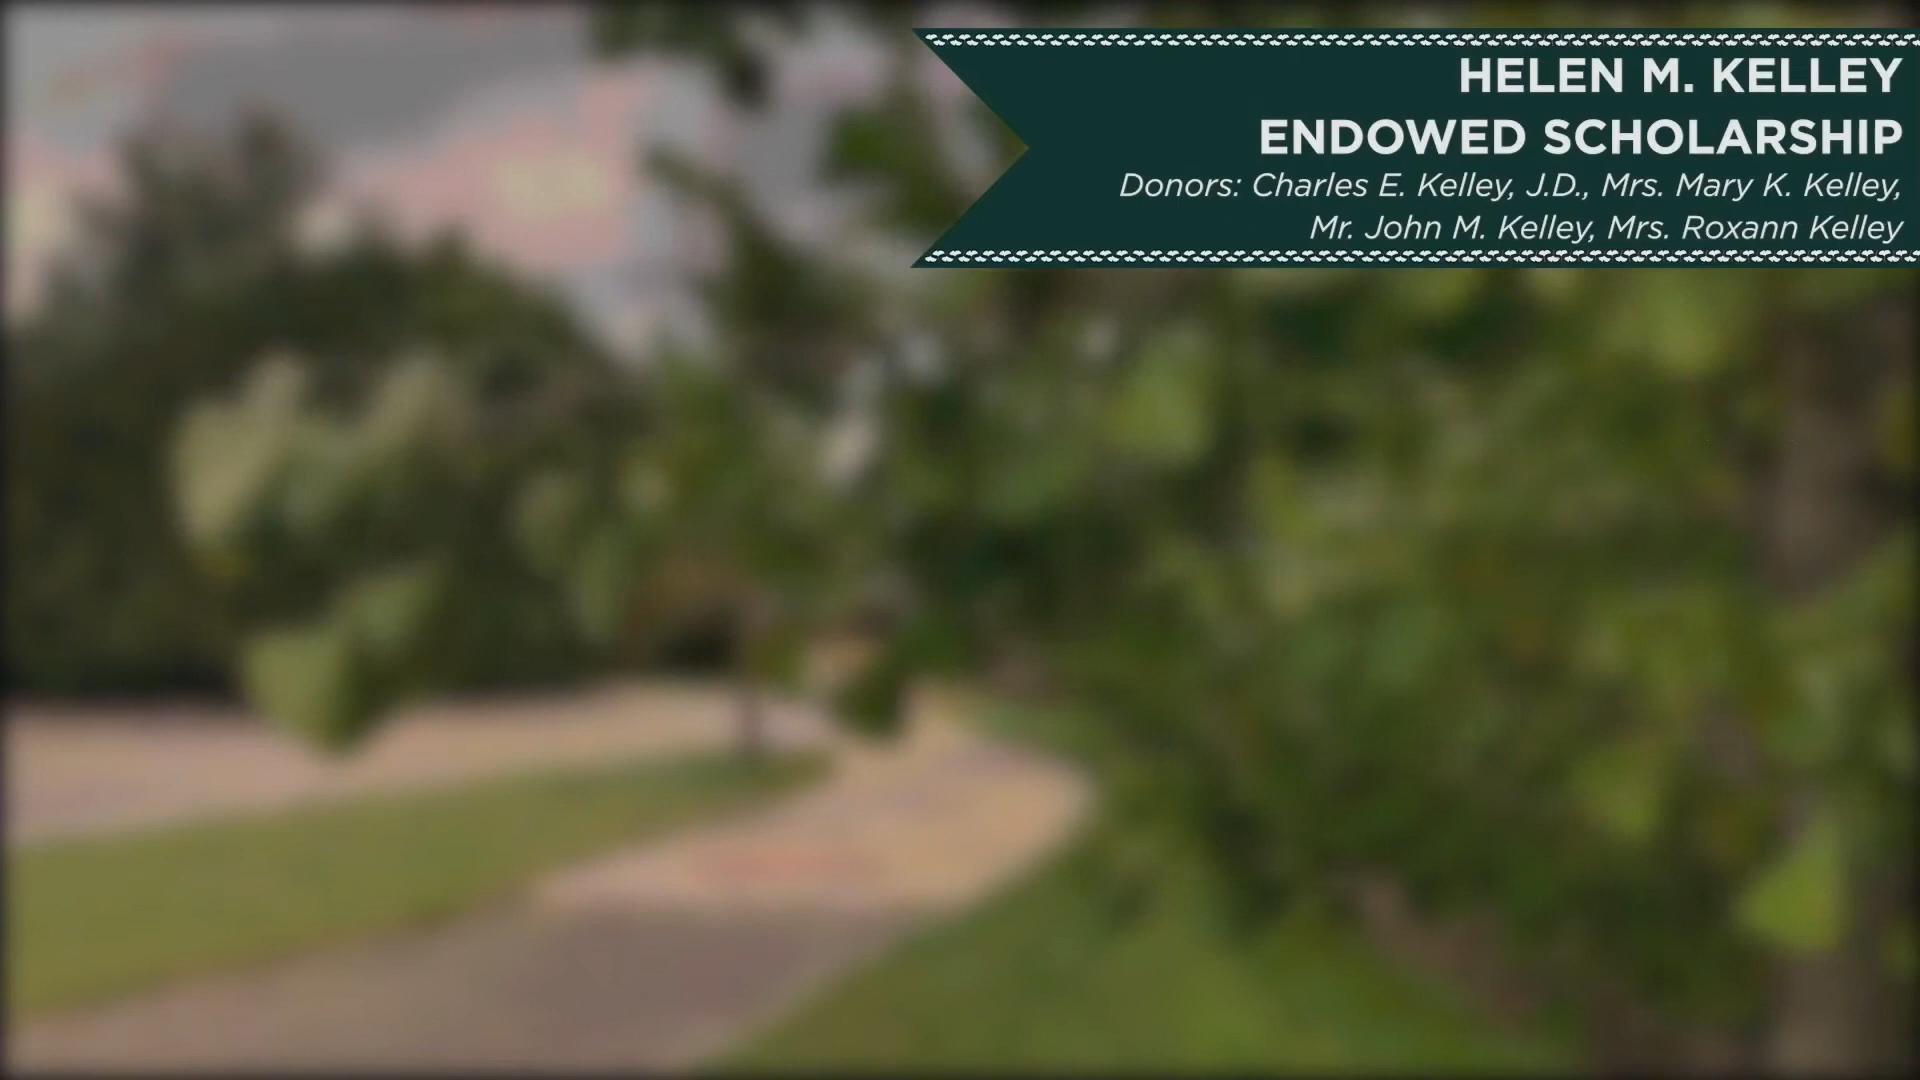 HELEN M. KELLEY
ENDOWED SCHOLARSHIP
Donors: Charles E. Kelley, J.D., Mrs. Mary K. Kelley,
Mr. John M. Kelley, Mrs. Roxann Kelley